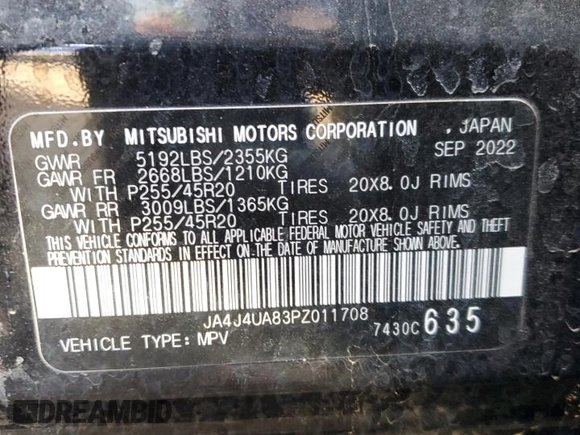 MFD.BY MITSUBISHI MOTORS CORPORATION , JAPAN
GVWR 5192LBS/2355KG SEP 2022
GAWR FR 2668LBS/1210KG
WITH P255/45R20 TIRES 20X8.0J RIMS
GAWR RR 3009LBS/1365KG
WITH P255/45R20 TIRES 20X8.0J RIMS
THIS VEHICLE CONFORMS TO ALL APPLICABLE FEDERAL MOTOR VEHICLE SAFETY AND THEFT
PREVENTION STANDARDS IN EFFECT ON THE DATE OF MANUFACTURE SHOWN ABOVE.
JA4J4UA83PZ011708
7430C 635
VEHICLE TYPE: MPV
DREAMBID